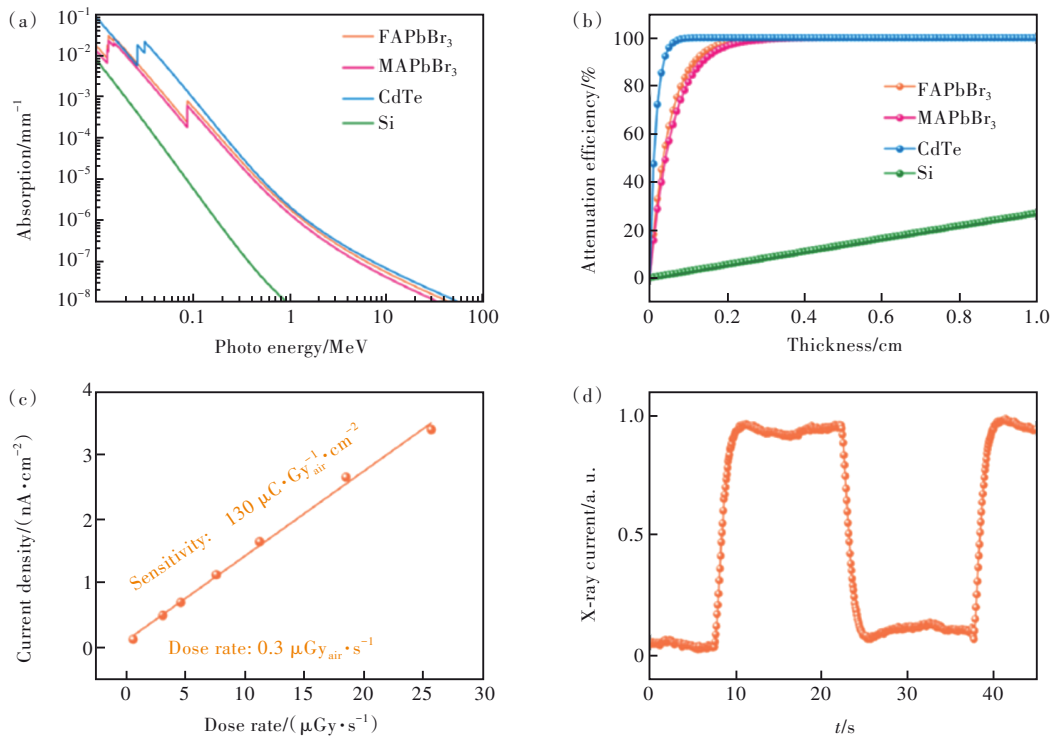 (a)
10⁻¹
10⁻²
10⁻³
10⁻⁴
10⁻⁵
10⁻⁶
10⁻⁷
10⁻⁸
Absorption/mm⁻¹
FAPbBr₃
MAPbBr₃
CdTe
Si
0.1 1 10 100
Photo energy/MeV
(b)
100
80
60
40
20
0
Attenuation efficiency/%
FAPbBr₃
MAPbBr₃
CdTe
Si
0 0.2 0.4 0.6 0.8 1.0
Thickness/cm
(c)
4
3
2
1
0
Current density/(nA·cm⁻²)
Sensitivity: 130 μC·Gy⁻¹air·cm⁻²
Dose rate: 0.3 μGyair·s⁻¹
0 5 10 15 20 25 30
Dose rate/(μGy·s⁻¹)
(d)
1.0
0.5
0
X-ray current/a. u.
0 10 20 30 40
t/s